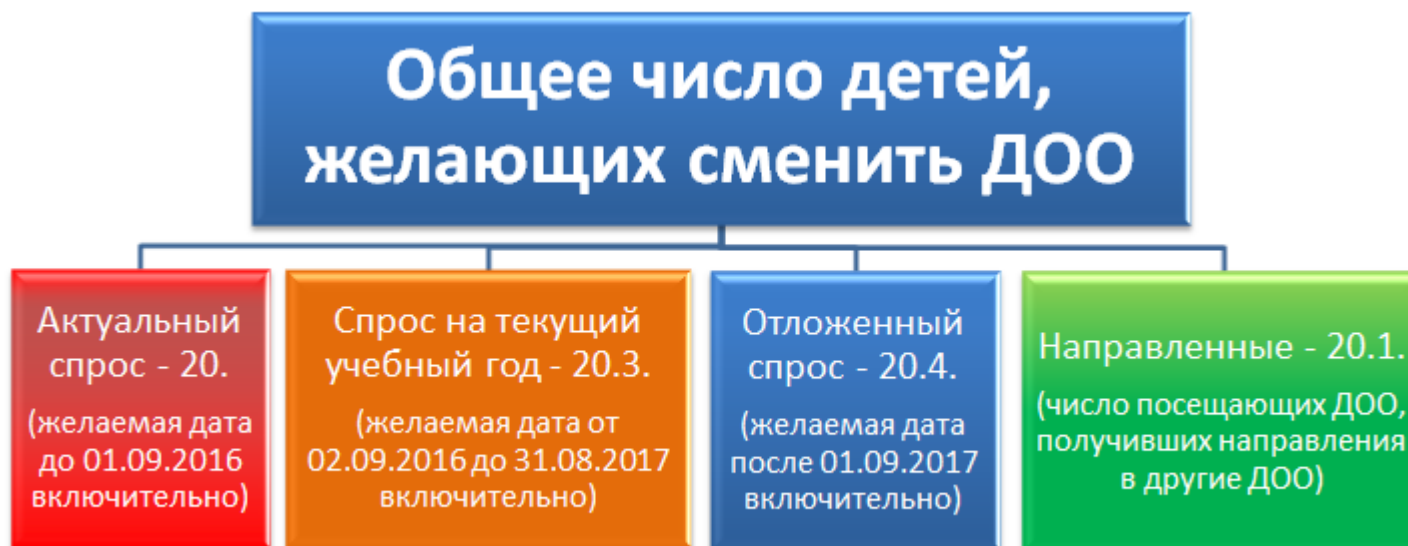 Общее число детей,
желающих сменить ДОО
Актуальный
спрос - 20.
(желаемая дата
до 01.09.2016
включительно)
Спрос на текущий
учебный год - 20.3.
(желаемая дата от
02.09.2016 до 31.08.2017
включительно)
Отложенный
спрос - 20.4.
(желаемая дата
после 01.09.2017
включительно)
Направленные - 20.1.
(число посещающих ДОО,
получивших направления
в другие ДОО)